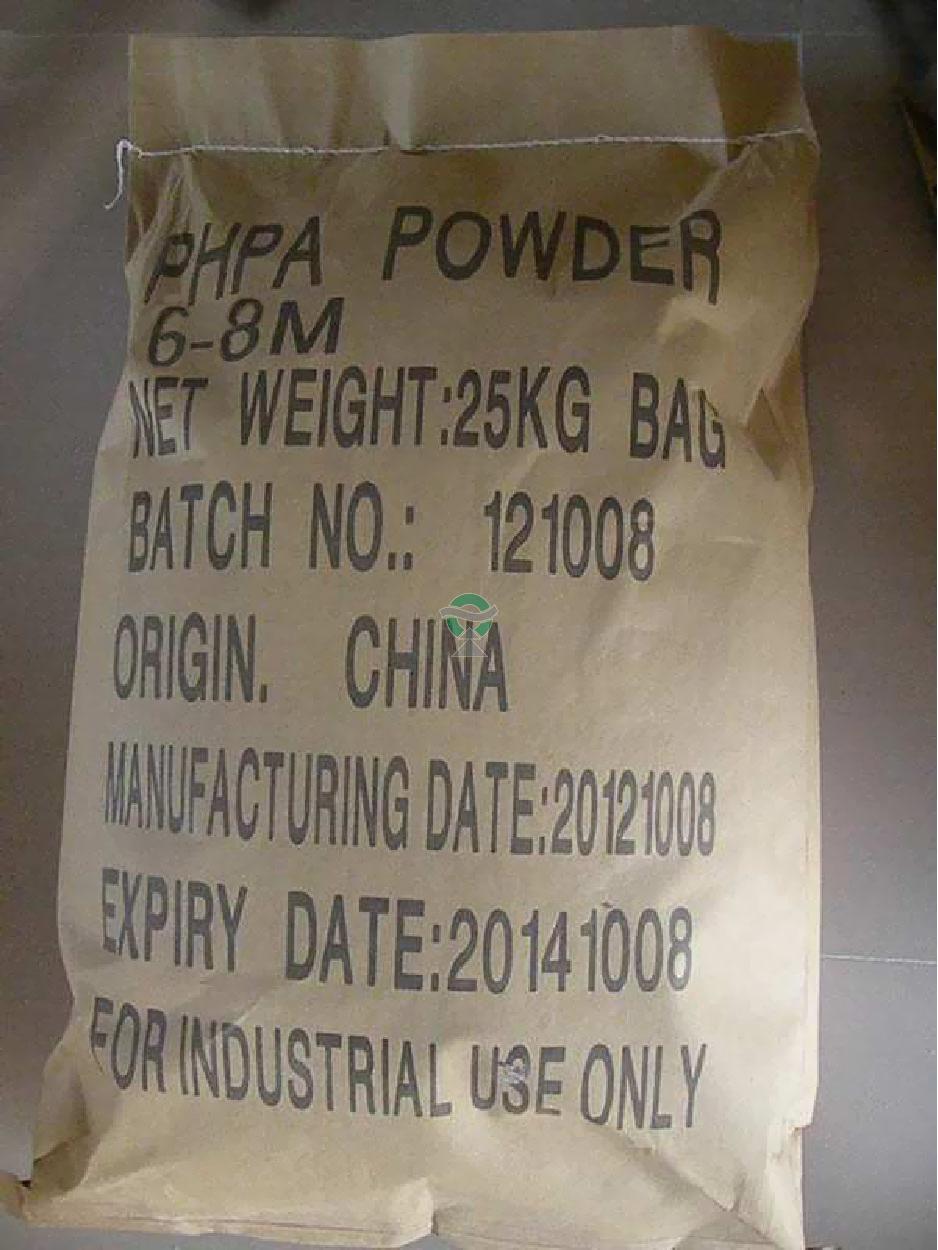 PHPA POWDER
6-8M
NET WEIGHT:25KG BAG
BATCH NO.: 121008
ORIGIN. CHINA
MANUFACTURING DATE:20121008
EXPIRY DATE:20141008
FOR INDUSTRIAL USE ONLY